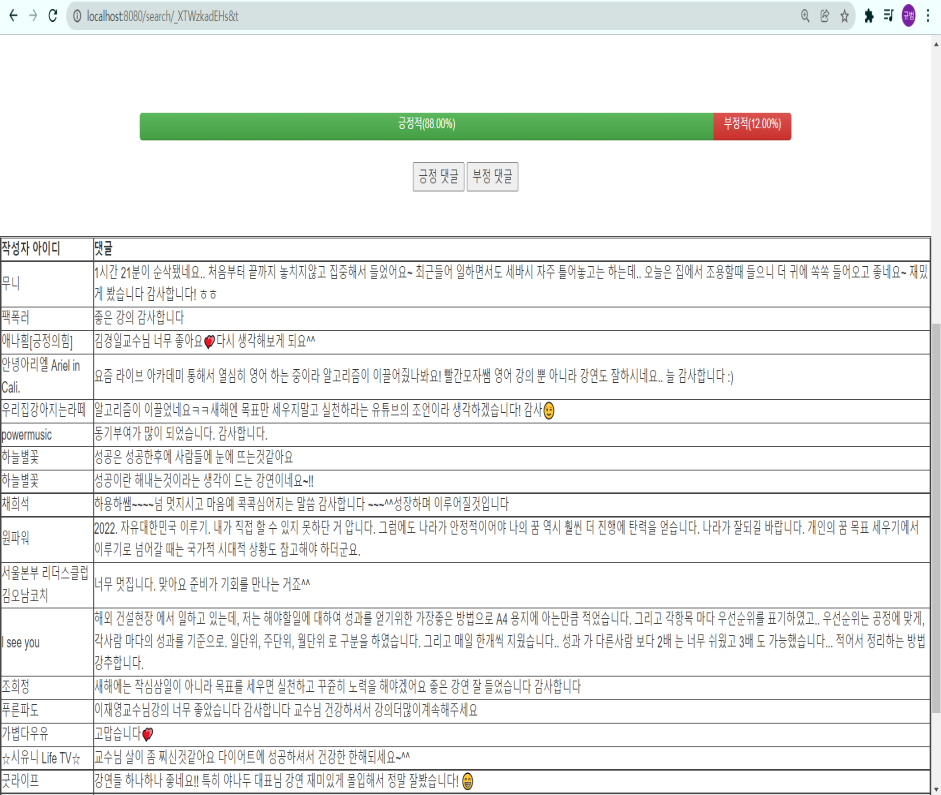 localhost:8080/search/_XTWzkadEHs&t
규범
긍정적(88.00%) 부정적(12.00%)
긍정 댓글 부정 댓글
작성자 아이디 댓글
무니 1시간 21분이 순삭됐네요.. 처음부터 끝까지 놓치지않고 집중해서 들었어요~ 최근들어 일하면서도 세바시 자주 틀어놓고는 하는데.. 오늘은 집에서 조용할때 들으니 더 귀에 쏙쏙 들어오고 좋네요~ 재밌
게 봤습니다 감사합니다! ㅎㅎ
팩폭러 좋은 강의 감사합니다
애나휨[긍정의힘] 김경일교수님 너무 좋아요💘다시 생각해보게 되요^^
안녕아리엘 Ariel in
Cali. 요즘 라이브 아카데미 통해서 열심히 영어 하는 중이라 알고리즘이 이끌어줬나봐요! 빨간모자쌤 영어 강의 뿐 아니라 강연도 잘하시네요.. 늘 감사합니다 :)
우리집강아지는라떼 알고리즘이 이끌었네요ㅋㅋ새해엔 목표만 세우지말고 실천하라는 유튜브의 조언이라 생각하겠습니다! 감사😉
powermusic 동기부여가 많이 되었습니다. 감사합니다.
하늘별꽃 성공은 성공한후에 사람들에 눈에 뜨는것같아요
하늘별꽃 성공이란 해내는것이라는 생각이 드는 강연이네요~!!
채희석 하용하쌤~~~~넘 멋지시고 마음예 콕콕심어지는 말씀 감사합니다 ~~~^^성장하며 이루어질것입니다
원파워 2022. 자유대한민국 이루기. 내가 직접 할 수 있지 못하단 거 압니다. 그럼에도 나라가 안정적이어야 나의 꿈 역시 훨씬 더 진행에 탄력을 얻습니다. 나라가 잘되길 바랍니다. 개인의 꿈 목표 세우기에서
이루기로 넘어갈 때는 국가적 시대적 상황도 참고해야 하더군요.
서울본부 리더스클럽
김오남코치 너무 멋집니다. 맞아요 준비가 기회를 만나는 거죠^^
I see you 해외 건설현장 에서 일하고 있는데, 저는 해야할일에 대하여 성과를 얻기위한 가장좋은 방법으로 A4 용지에 아는만큼 적었습니다. 그리고 각항목 마다 우선순위를 표기하였고.. 우선순위는 공정에 맞게,
각사람 마다의 성과를 기준으로, 일단위, 주단위, 월단위 로 구분을 하였습니다. 그리고 매일 한개씩 지웠습니다.. 성과 가 다른사람 보다 2배 는 너무 쉬웠고 3배 도 가능했습니다... 적어서 정리하는 방법
강추합니다.
조희정 새해에는 작심삼일이 아니라 목표를 세우면 실천하고 꾸준히 노력을 해야겠어요 좋은 강연 잘 들었습니다 감사합니다
푸른파도 이재영교수님강의 너무 좋았습니다 감사합니다 교수님 건강하셔서 강의더많이계속해주세요
가볍다우유 고맙습니다💘
☆시유니 Life TV☆ 교수님 살이 좀 찌신것같아요 다이어트에 성공하셔서 건강한 한해되세요~^^
굿라이프 강연들 하나하나 좋네요!! 특히 야나두 대표님 강연 재미있게 몰입해서 정말 잘봤습니다! 😄